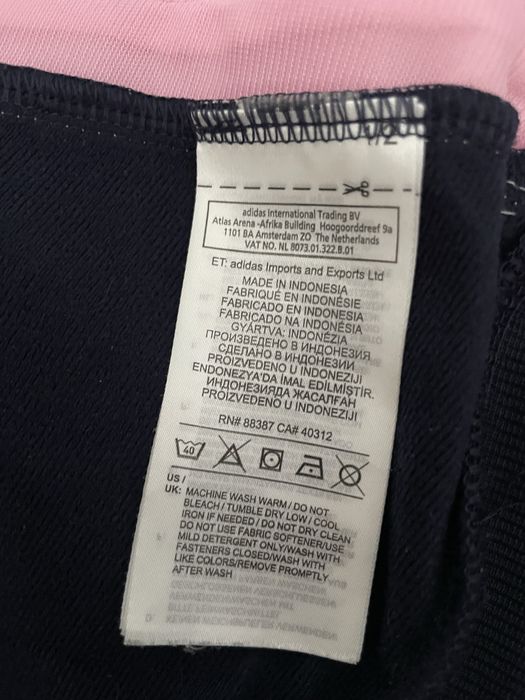 1/2
adidas International Trading BV
Atlas Arena -Afrika Building Hoogoorddreef 9a
1101 BA Amsterdam ZO The Netherlands
VAT NO. NL 8073.01.322.B.01
ET: adidas Imports and Exports Ltd
MADE IN INDONESIA
FABRIQUÉ EN INDONÉSIE
FABRICADO EN INDONESIA
FABRICADO NA INDONÉSIA
GYÁRTVA: INDONÉZIA
ПРОИЗВЕДЕНО В ИНДОНЕЗИЯ
СДЕЛАНО В ИНДОНЕЗИИ
PROIZVEDENO U INDONEZIJI
ENDONEZYA'DA İMAL EDİLMİŞTİR.
ИНДОНЕЗИЯДА ЖАСАЛҒАН
PROIZVEDENO U INDONEZIJI
RN# 88387 CA# 40312
40
US /
UK: MACHINE WASH WARM / DO NOT
BLEACH / TUMBLE DRY LOW / COOL
IRON IF NEEDED / DO NOT DRY CLEAN
DO NOT USE FABRIC SOFTENER/USE
MILD DETERGENT ONLY/WASH WITH
FASTENERS CLOSED/WASH WITH
LIKE COLORS/REMOVE PROMPTLY
AFTER WASH